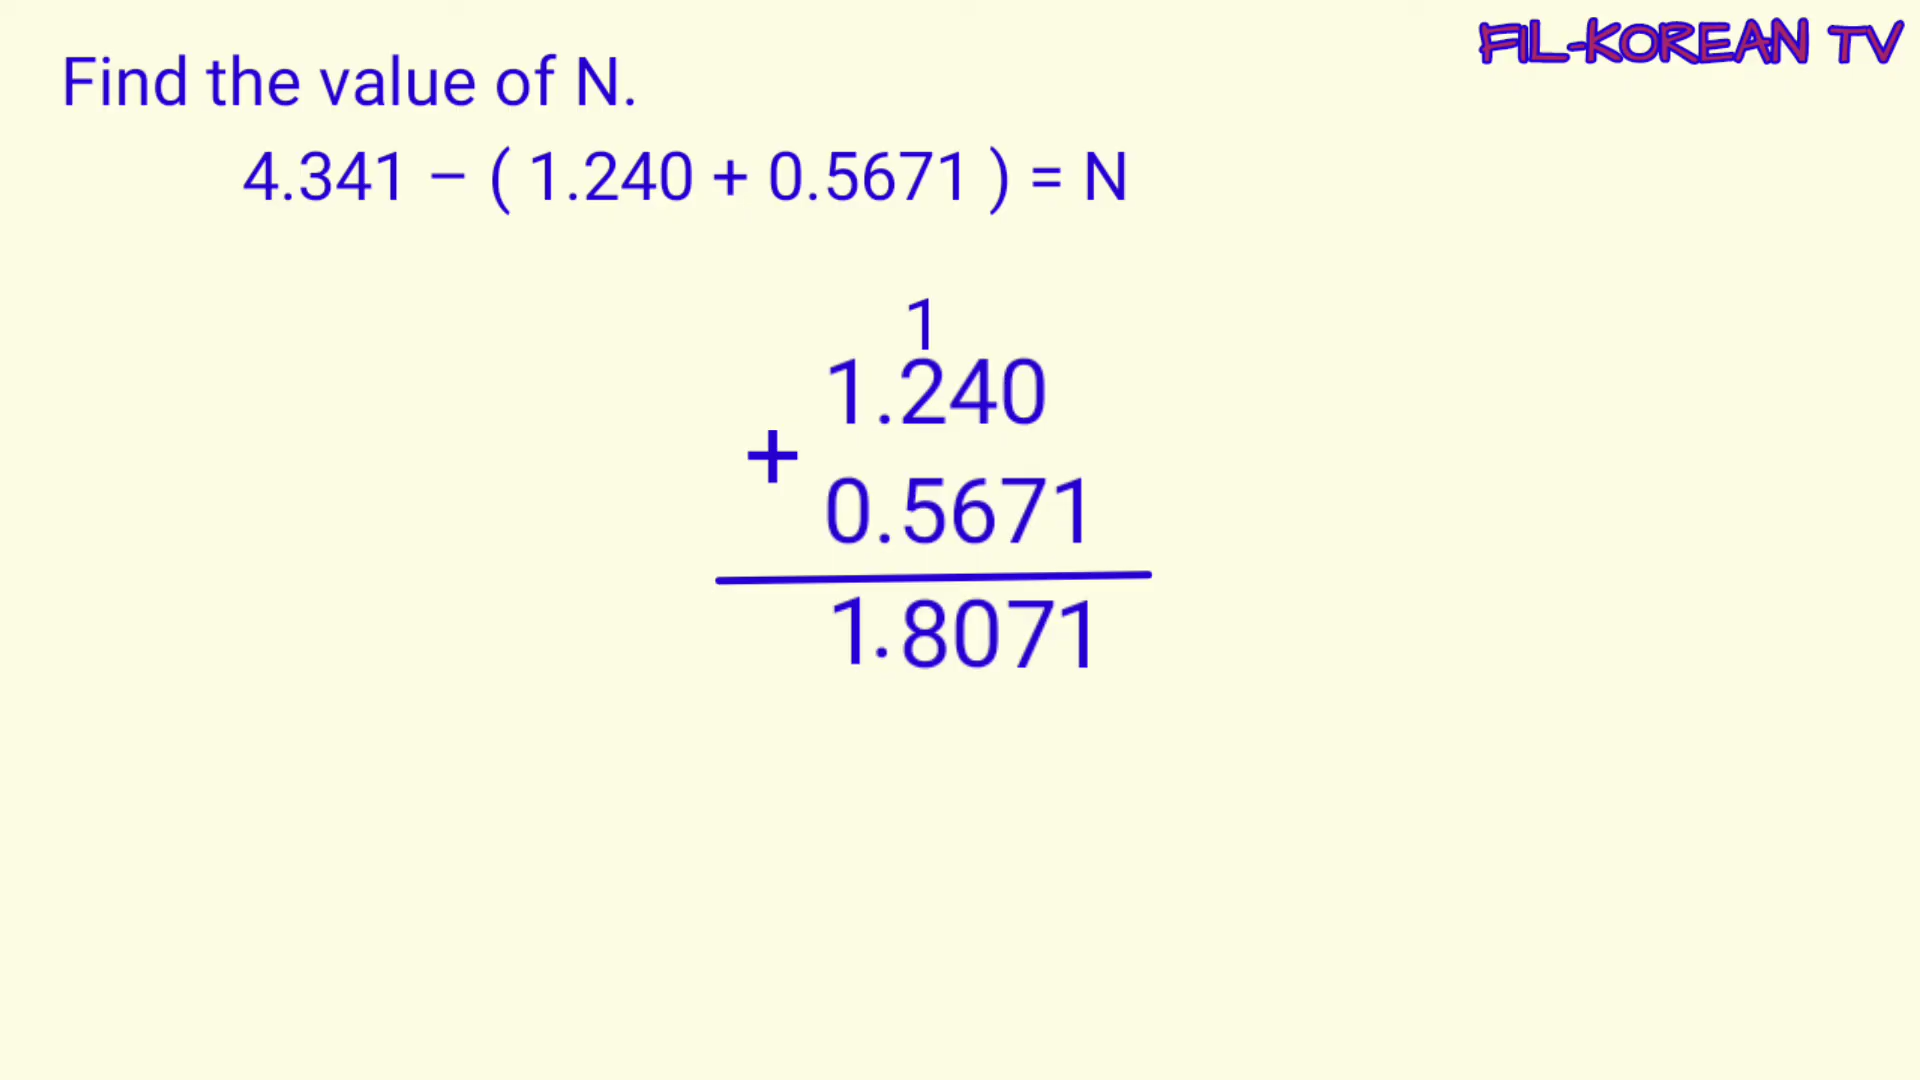 FIL-KOREAN TV
Find the value of N.
4.341 – ( 1.240 + 0.5671 ) = N
1
1.240
+
0.5671
1.8071